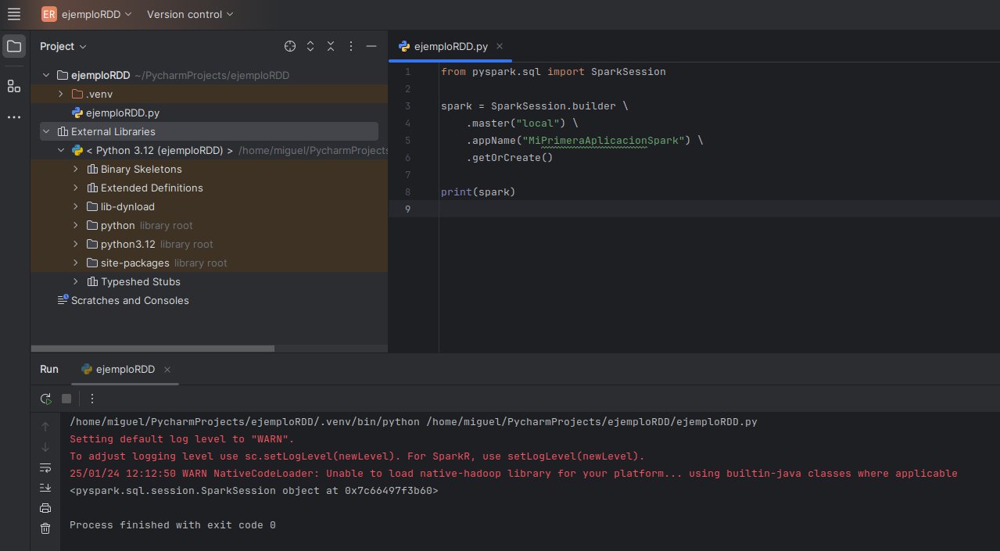 ER ejemploRDD Version control
Project
ejemploRDD ~/PycharmProjects/ejemploRDD
.venv
ejemploRDD.py
External Libraries
< Python 3.12 (ejemploRDD) > /home/miguel/PycharmProjects
Binary Skeletons
Extended Definitions
lib-dynload
python library root
python3.12 library root
site-packages library root
Typeshed Stubs
Scratches and Consoles
ejemploRDD.py
1 from pyspark.sql import SparkSession
2
3 spark = SparkSession.builder \
4 .master("local") \
5 .appName("MiPrimeraAplicacionSpark") \
6 .getOrCreate()
7
8 print(spark)
9
Run ejemploRDD
/home/miguel/PycharmProjects/ejemploRDD/.venv/bin/python /home/miguel/PycharmProjects/ejemploRDD/ejemploRDD.py
Setting default log level to "WARN".
To adjust logging level use sc.setLogLevel(newLevel). For SparkR, use setLogLevel(newLevel).
25/01/24 12:12:50 WARN NativeCodeLoader: Unable to load native-hadoop library for your platform... using builtin-java classes where applicable
<pyspark.sql.session.SparkSession object at 0x7c66497f3b60>
Process finished with exit code 0